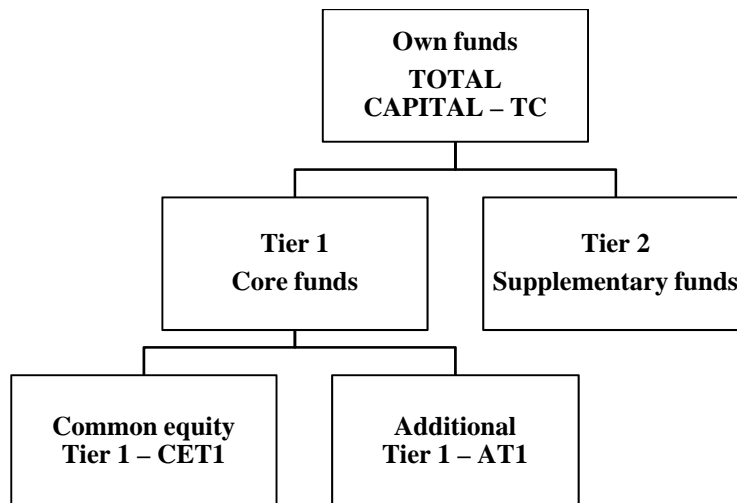 Own funds
TOTAL
CAPITAL – TC
Tier 1
Core funds
Tier 2
Supplementary funds
Common equity
Tier 1 – CET1
Additional
Tier 1 – AT1